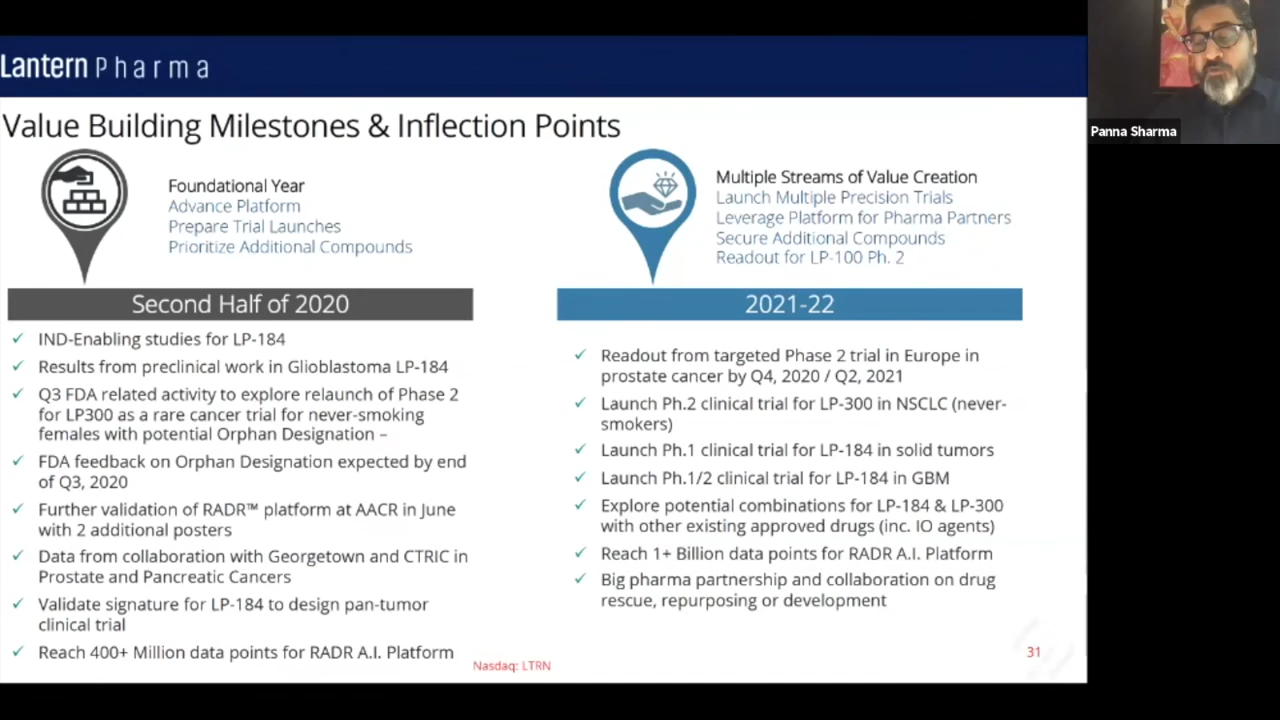 Lantern Pharma
Panna Sharma
Value Building Milestones & Inflection Points
Foundational Year
Advance Platform
Prepare Trial Launches
Prioritize Additional Compounds
Second Half of 2020
IND-Enabling studies for LP-184
Results from preclinical work in Glioblastoma LP-184
Q3 FDA related activity to explore relaunch of Phase 2
for LP300 as a rare cancer trial for never-smoking
females with potential Orphan Designation –
FDA feedback on Orphan Designation expected by end
of Q3, 2020
Further validation of RADR™ platform at AACR in June
with 2 additional posters
Data from collaboration with Georgetown and CTRIC in
Prostate and Pancreatic Cancers
Validate signature for LP-184 to design pan-tumor
clinical trial
Reach 400+ Million data points for RADR A.I. Platform
Multiple Streams of Value Creation
Launch Multiple Precision Trials
Leverage Platform for Pharma Partners
Secure Additional Compounds
Readout for LP-100 Ph. 2
2021-22
Readout from targeted Phase 2 trial in Europe in
prostate cancer by Q4, 2020 / Q2, 2021
Launch Ph.2 clinical trial for LP-300 in NSCLC (never-
smokers)
Launch Ph.1 clinical trial for LP-184 in solid tumors
Launch Ph.1/2 clinical trial for LP-184 in GBM
Explore potential combinations for LP-184 & LP-300
with other existing approved drugs (inc. IO agents)
Reach 1+ Billion data points for RADR A.I. Platform
Big pharma partnership and collaboration on drug
rescue, repurposing or development
Nasdaq: LTRN
31